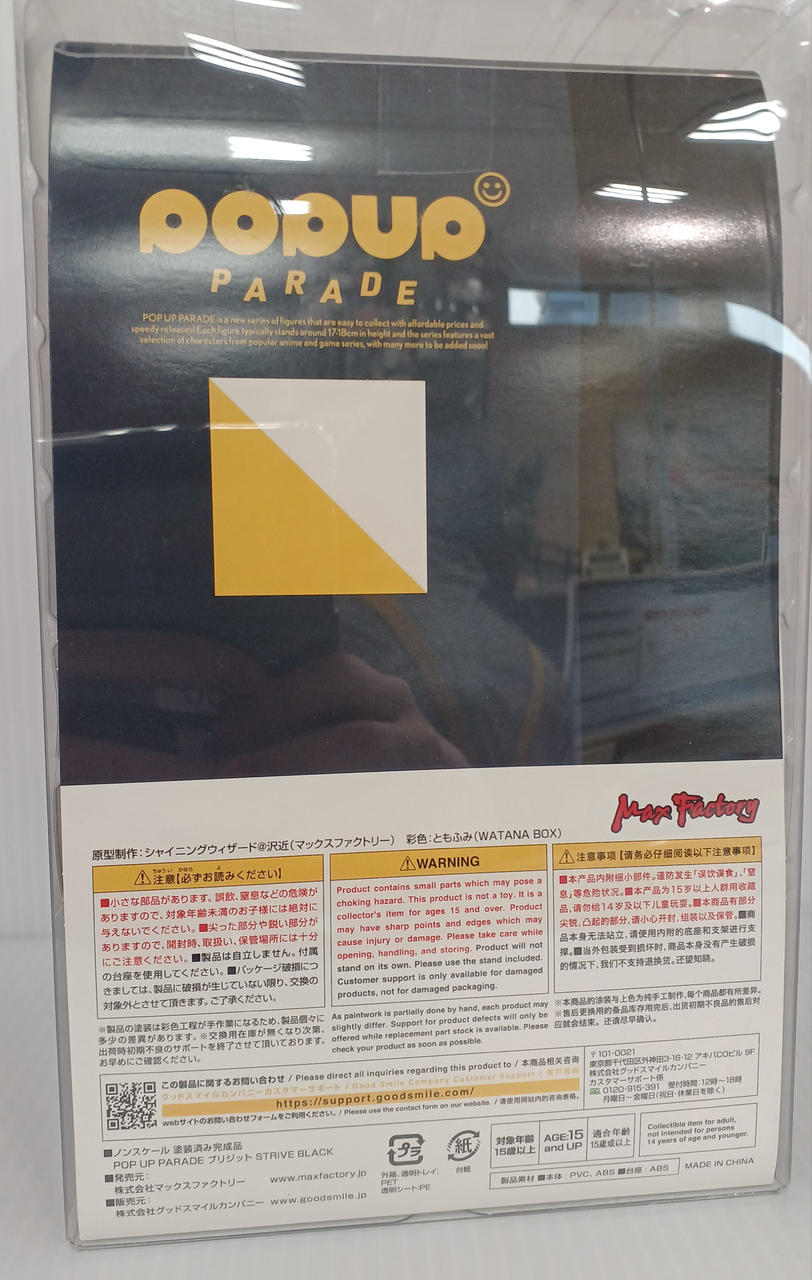 POPUP
PARADE
POP UP PARADE is a new series of figures that are easy to collect with affordable prices and
speedy releases! Each figure typically stands around 17-18cm in height and the series features a vast
selection of characters from popular anime and game series, with many more to be added soon!
Max Factory
原型制作：シャイニングウィザード@沢近（マックスファクトリー） 彩色：ともふみ（WATANA BOX）
⚠注意【必ずお読みください】
■小さな部品があります。誤飲、窒息などの危険が
ありますので、対象年齢未満のお子様には絶対に
与えないでください。■尖った部分や鋭い部分が
ありますので、開封時、取扱い、保管場所には十分
にご注意ください。■製品は自立しません。付属
の台座を使用してください。■パッケージ破損につ
きましては、製品に破損が生じていない限り、交換の
対象外とさせて頂きます。ご了承ください。
※製品の塗装は彩色工程が手作業になるため、製品個々に
多少の差異があります。※交換用在庫が無くなり次第、
出荷時初期不良のサポートを終了させて頂いております。
お早めにご確認ください。
⚠WARNING
Product contains small parts which may pose a
choking hazard. This product is not a toy. It is a
collector's item for ages 15 and over. Product
may have sharp points and edges which may
cause injury or damage. Please take care while
opening, handling, and storing. Product will not
stand on its own. Please use the stand included.
Customer support is only available for damaged
products, not for damaged packaging.
As paintwork is partially done by hand, each product may
slightly differ. Support for product defects will only be
offered while replacement part stock is available. Please
check your product as soon as possible.
⚠注意事项【请务必仔细阅读以下注意事项】
■本产品内附细小部件。谨防发生「误饮误食」、「窒
息」等危险状况。■本产品为15岁以上人群用收藏
品，请勿给14岁及以下儿童玩耍。■本商品有部分
尖锐、凸起的部分，请小心开封，组装以及保管。■商
品本身无法站立，请使用内附的底座和支架进行支
撑。■当外包装受到损坏时，商品本身没有产生破损
的情况下，我们不支持退换货。还望知晓。
※本商品的涂装与上色为纯手工制作，每个商品都有所差异。
※售后更换用的备品库存用完后，出货初期不良品的售后对
应就会结束。还请尽早确认。
この製品に関するお問い合わせ / Please direct all inquiries regarding this product to / 本商品相关咨询
グッドスマイルカンパニーカスタマーサポート / Good Smile Company Customer Support / 客户咨询
https://support.goodsmile.com/
webサイトのお問い合わせフォームをご利用ください。 / Please use the contact form on our website. / 请使用网站内的咨询表格。
〒101-0021
東京都千代田区外神田3-16-12 アキバCOビル 9F
株式会社グッドスマイルカンパニー
カスタマーサポート係
0120-915-391 受付時間：12時～18時
月曜日～金曜日（祝日・休業日を除く）
■ノンスケール 塗装済み完成品
POP UP PARADE ブリジット STRIVE BLACK
■発売元：
株式会社マックスファクトリー www.maxfactory.jp
■販売元：
株式会社グッドスマイルカンパニー www.goodsmile.jp
プラ
外箱、透明トレイ：
PET
透明シート：PE
紙
台紙
対象年齢
15歳以上
AGE:15
and UP
適合年齡
15歲或以上
Collectible item for adult,
not intended for persons
14 years of age and younger.
製品素材 ■本体：PVC、ABS ■台座：ABS
MADE IN CHINA